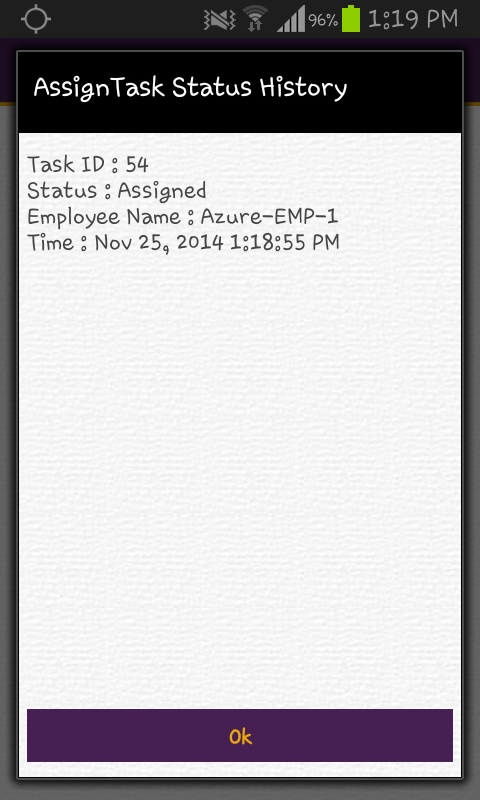 96% 1:19 PM
AssignTask Status History
Task ID : 54
Status : Assigned
Employee Name : Azure-EMP-1
Time : Nov 25, 2014 1:18:55 PM
Ok